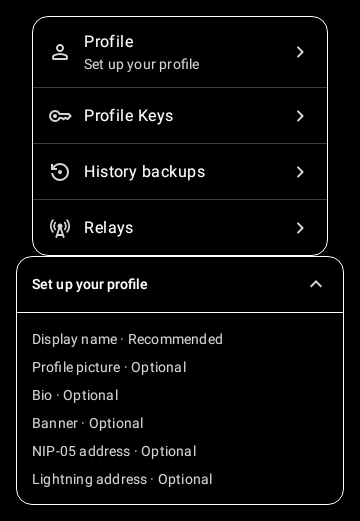 Profile
Set up your profile
Profile Keys
History backups
Relays
Set up your profile
Display name · Recommended
Profile picture · Optional
Bio · Optional
Banner · Optional
NIP-05 address · Optional
Lightning address · Optional